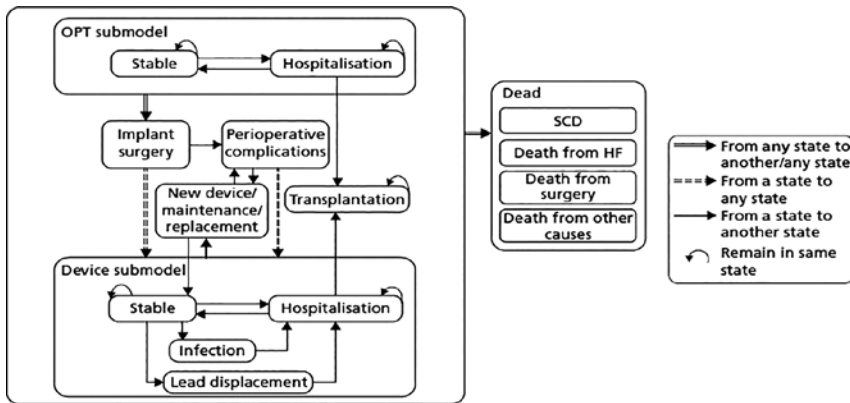 OPT submodel
Stable
Hospitalisation
Implant
surgery
Perioperative
complications
New device/
maintenance/
replacement
Transplantation
Device submodel
Stable
Hospitalisation
Infection
Lead displacement
Dead
SCD
Death from HF
Death from
surgery
Death from other
causes
From any state to
another/any state
From a state to
any state
From a state to
another state
Remain in same
state